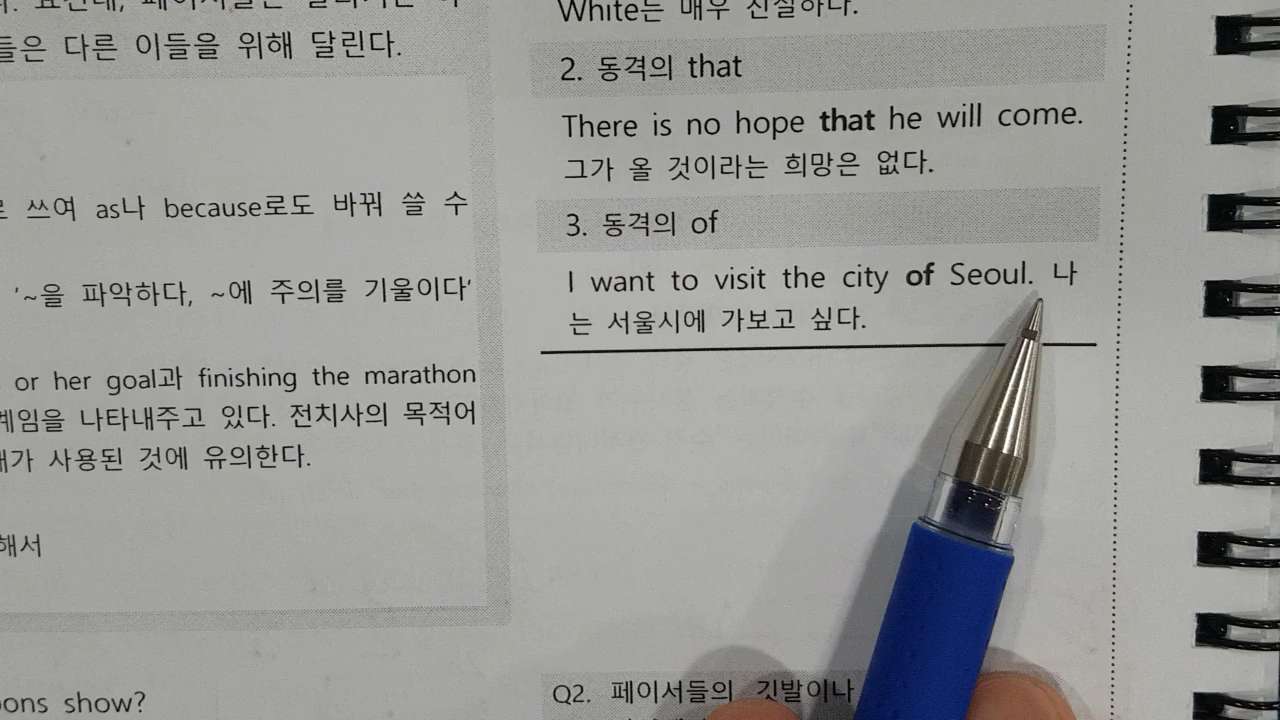 들은 다른 이들을 위해 달린다.
쓰여 as나 because로도 바꿔 쓸 수
'~을 파악하다, ~에 주의를 기울이다'
or her goal과 finishing the marathon
나타내주고 있다. 전치사의 목적어
사용된 것에 유의한다.
해서
show?
White는 매우 진실하다.
2. 동격의 that
There is no hope that he will come.
그가 올 것이라는 희망은 없다.
3. 동격의 of
I want to visit the city of Seoul. 나
는 서울시에 가보고 싶다.
Q2. 페이서들의 깃발이나